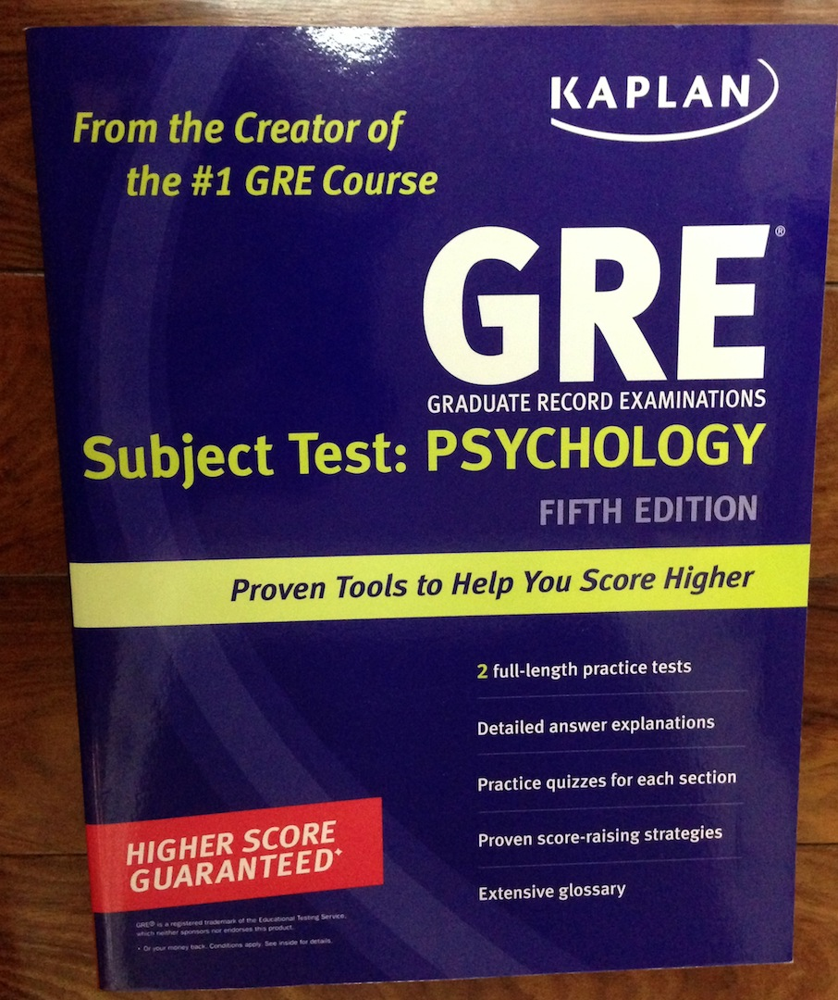 From the Creator of
the #1 GRE Course
KAPLAN
GRE®
GRADUATE RECORD EXAMINATIONS
Subject Test: PSYCHOLOGY
FIFTH EDITION
Proven Tools to Help You Score Higher
2 full-length practice tests
Detailed answer explanations
Practice quizzes for each section
Proven score-raising strategies
Extensive glossary
HIGHER SCORE
GUARANTEED✦
GRE® is a registered trademark of the Educational Testing Service,
which neither sponsors nor endorses this product.
✦ Or your money back. Conditions apply. See inside for details.